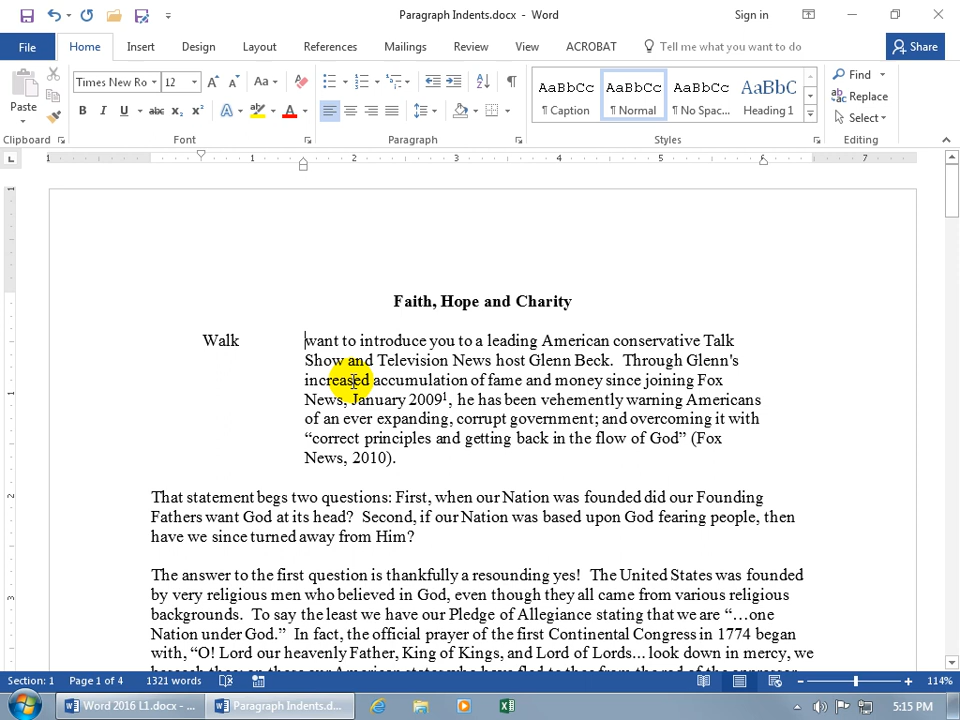 Paragraph Indents.docx - Word
Sign in
File
Home
Insert
Design
Layout
References
Mailings
Review
View
ACROBAT
Tell me what you want to do
Share
Paste
Times New Ro
12
Aa
B I U abc x₂ x²
Clipboard
Font
Paragraph
AaBbCc AaBbCc AaBbCc AaBbC
¶ Caption ¶ Normal ¶ No Spac... Heading 1
Styles
Find
Replace
Select
Editing
1 1 2 3 4 5 6 7
Faith, Hope and Charity
Walk want to introduce you to a leading American conservative Talk
Show and Television News host Glenn Beck.  Through Glenn's
increased accumulation of fame and money since joining Fox
News, January 2009¹, he has been vehemently warning Americans
of an ever expanding, corrupt government; and overcoming it with
“correct principles and getting back in the flow of God” (Fox
News, 2010).
That statement begs two questions: First, when our Nation was founded did our Founding
Fathers want God at its head?  Second, if our Nation was based upon God fearing people, then
have we since turned away from Him?
The answer to the first question is thankfully a resounding yes!  The United States was founded
by very religious men who believed in God, even though they all came from various religious
backgrounds.  To say the least we have our Pledge of Allegiance stating that we are “…one
Nation under God.”  In fact, the official prayer of the first Continental Congress in 1774 began
with, “O! Lord our heavenly Father, King of Kings, and Lord of Lords... look down in mercy, we
Section: 1
Page 1 of 4
1321 words
114%
Word 2016 L1.docx - ...
Paragraph Indents.d...
5:15 PM